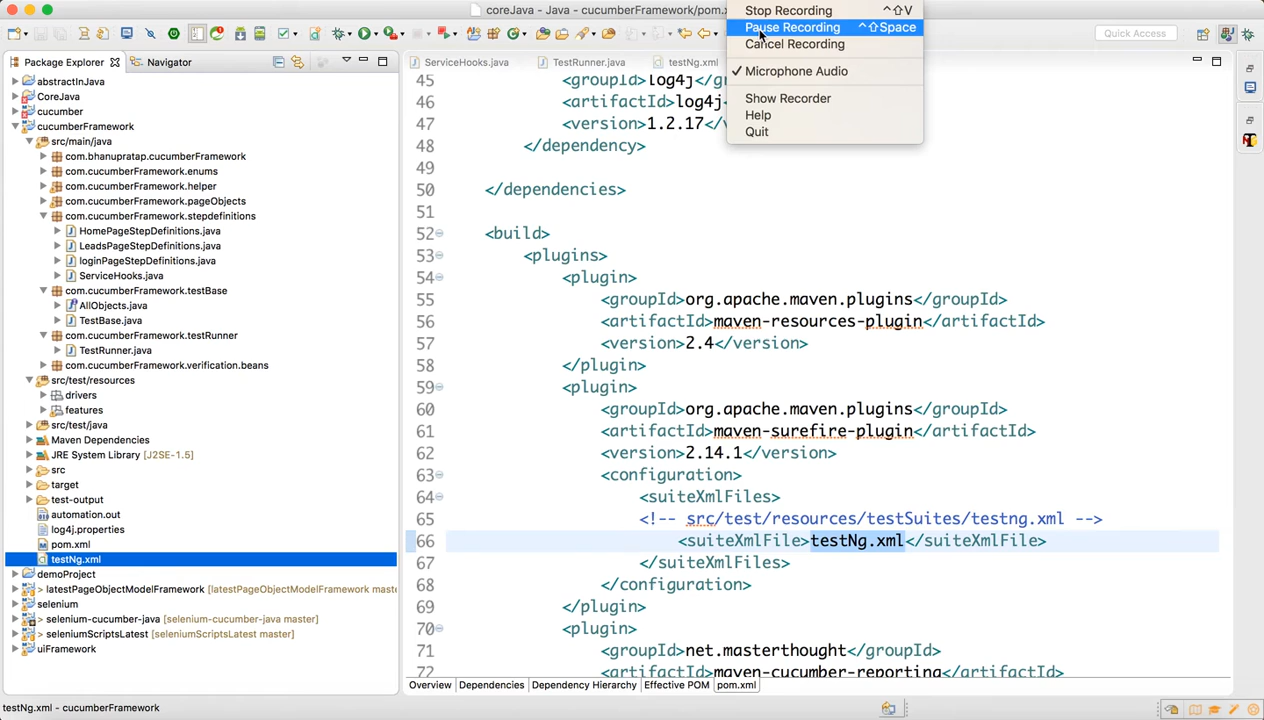 coreJava - Java - cucumberFramework/pom.
Stop Recording ⌃⇧V
Pause Recording ⌃⇧Space
Cancel Recording
✓ Microphone Audio
Show Recorder
Help
Quit
Quick Access
Package Explorer
Navigator
ServiceHooks.java
TestRunner.java
testNg.xml
abstractInJava
CoreJava
cucumber
cucumberFramework
src/main/java
com.bhanupratap.cucumberFramework
com.cucumberFramework.enums
com.cucumberFramework.helper
com.cucumberFramework.pageObjects
com.cucumberFramework.stepdefinitions
HomePageStepDefinitions.java
LeadsPageStepDefinitions.java
loginPageStepDefinitions.java
ServiceHooks.java
com.cucumberFramework.testBase
AllObjects.java
TestBase.java
com.cucumberFramework.testRunner
TestRunner.java
com.cucumberFramework.verification.beans
src/test/resources
drivers
features
src/test/java
Maven Dependencies
JRE System Library [J2SE-1.5]
src
target
test-output
automation.out
log4j.properties
pom.xml
testNg.xml
demoProject
> latestPageObjectModelFramework [latestPageObjectModelFramework maste
selenium
> selenium-cucumber-java [selenium-cucumber-java master]
> seleniumScriptsLatest [seleniumScriptsLatest master]
uiFramework
45 <groupId>log4j</g
46 <artifactId>log4j<
47 <version>1.2.17</v
48 </dependency>
49
50 </dependencies>
51
52 <build>
53 <plugins>
54 <plugin>
55 <groupId>org.apache.maven.plugins</groupId>
56 <artifactId>maven-resources-plugin</artifactId>
57 <version>2.4</version>
58 </plugin>
59 <plugin>
60 <groupId>org.apache.maven.plugins</groupId>
61 <artifactId>maven-surefire-plugin</artifactId>
62 <version>2.14.1</version>
63 <configuration>
64 <suiteXmlFiles>
65 <!-- src/test/resources/testSuites/testng.xml -->
66 <suiteXmlFile>testNg.xml</suiteXmlFile>
67 </suiteXmlFiles>
68 </configuration>
69 </plugin>
70 <plugin>
71 <groupId>net.masterthought</groupId>
72 <artifactId>maven-cucumber-reporting</artifactId>
Overview Dependencies Dependency Hierarchy Effective POM pom.xml
testNg.xml - cucumberFramework